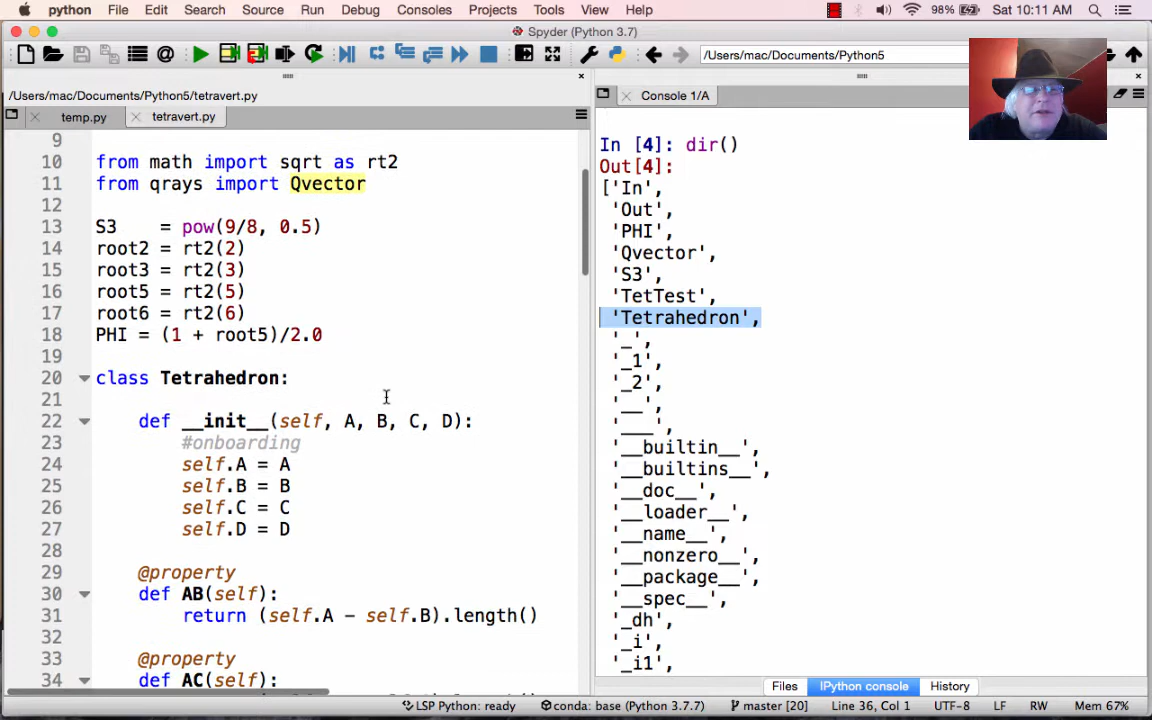 python File Edit Search Source Run Debug Consoles Projects Tools View Help 98% Sat 10:11 AM
Spyder (Python 3.7)
/Users/mac/Documents/Python5
/Users/mac/Documents/Python5/tetravert.py
temp.py tetravert.py
9
10 from math import sqrt as rt2
11 from qrays import Qvector
12
13 S3 = pow(9/8, 0.5)
14 root2 = rt2(2)
15 root3 = rt2(3)
16 root5 = rt2(5)
17 root6 = rt2(6)
18 PHI = (1 + root5)/2.0
19
20 class Tetrahedron:
21
22 def __init__(self, A, B, C, D):
23 #onboarding
24 self.A = A
25 self.B = B
26 self.C = C
27 self.D = D
28
29 @property
30 def AB(self):
31 return (self.A - self.B).length()
32
33 @property
34 def AC(self):
Console 1/A
In [4]: dir()
Out[4]:
['In',
'Out',
'PHI',
'Qvector',
'S3',
'TetTest',
'Tetrahedron',
'_',
'_1',
'_2',
'__',
'___',
'__builtin__',
'__builtins__',
'__doc__',
'__loader__',
'__name__',
'__nonzero__',
'__package__',
'__spec__',
'_dh',
'_i',
'_i1',
Files IPython console History
LSP Python: ready conda: base (Python 3.7.7) master [20] Line 36, Col 1 UTF-8 LF RW Mem 67%